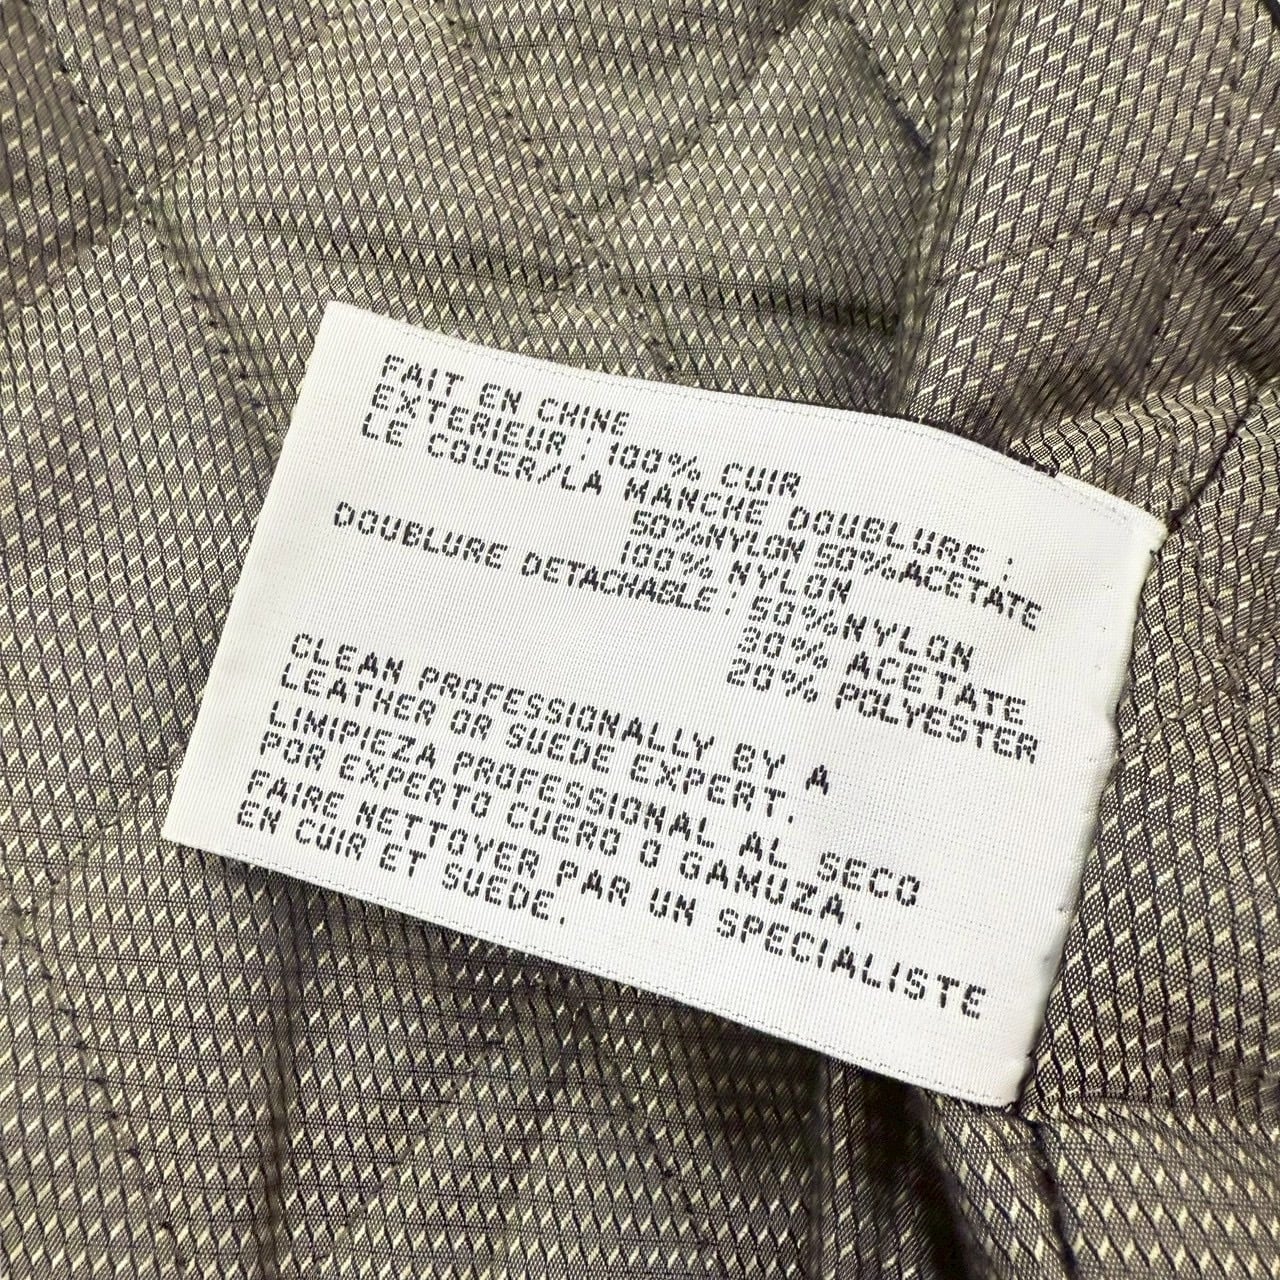 FAIT EN CHINE
EXTERIEUR : 100% CUIR
LE COUER/LA MANCHE DOUBLURE :
50%NYLON 50%ACETATE
100% NYLON
DOUBLURE DETACHABLE : 50%NYLON
30% ACETATE
20% POLYESTER
CLEAN PROFESSIONALLY BY A
LEATHER OR SUEDE EXPERT.
LIMIPIEZA PROFESSIONAL AL SECO
POR EXPERTO CUERO O GAMUZA.
FAIRE NETTOYER PAR UN SPECIALISTE
EN CUIR ET SUEDE.